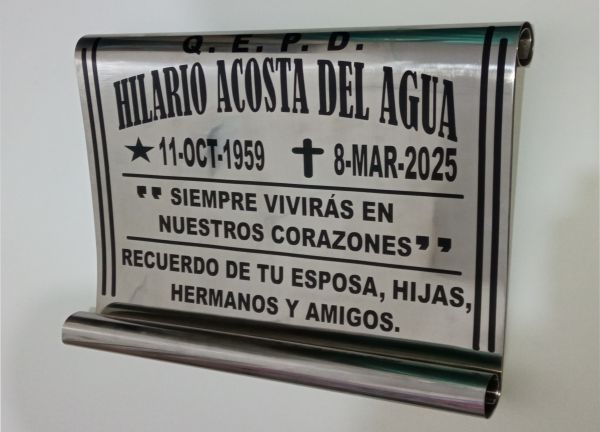 Q. E. P. D.
HILARIO ACOSTA DEL AGUA
★ 11-OCT-1959 ✝ 8-MAR-2025
"SIEMPRE VIVIRÁS EN
NUESTROS CORAZONES"
RECUERDO DE TU ESPOSA, HIJAS,
HERMANOS Y AMIGOS.